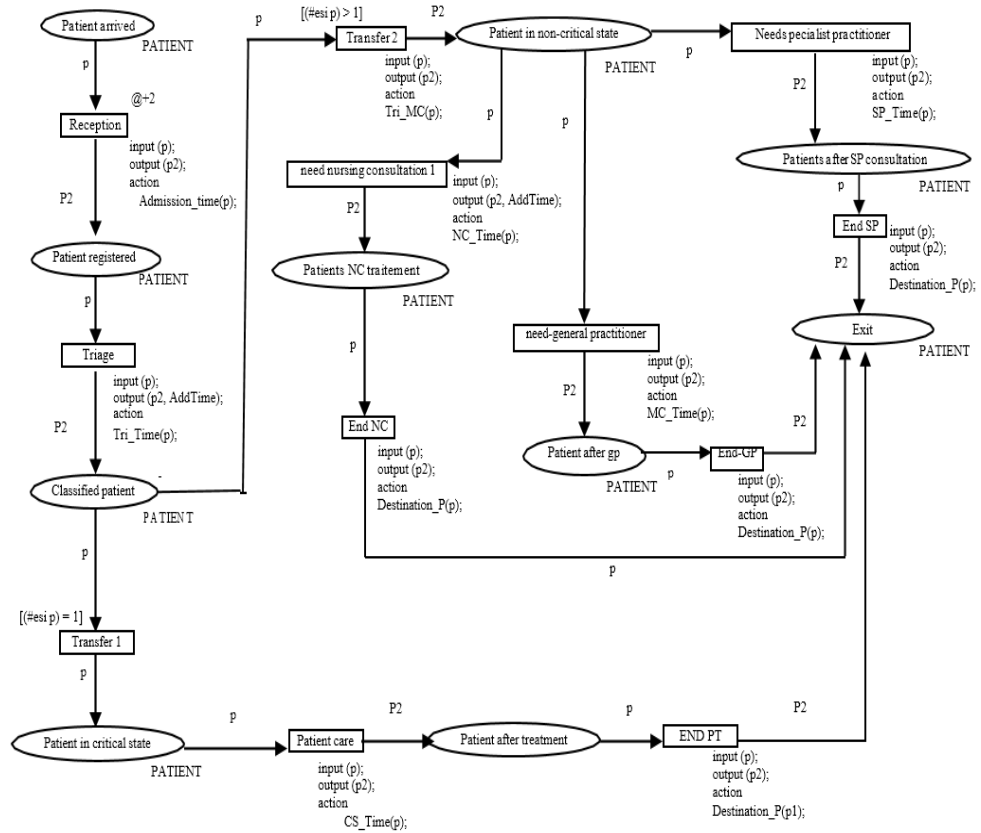 Patient arrived
PATIENT
p
@+2
Reception
input (p);
output (p2);
action
Admission_time(p);
P2
Patient registered
PATIENT
p
Triage
input (p);
output (p2, AddTime);
action
Tri_Time(p);
P2
Classified patient
PATIENT
p
[(#esi p) = 1]
Transfer 1
p
Patient in critical state
PATIENT
p
Patient care
input (p);
output (p2);
action
CS_Time(p);
P2
Patient after treatment
p
END PT
input (p);
output (p2);
action
Destination_P(p1);
P2
p
[(#esi p) > 1]
Transfer 2
input (p);
output (p2);
action
Tri_MC(p);
P2
Patient in non-critical state
PATIENT
p
need nursing consultation 1
input (p);
output (p2, AddTime);
action
NC_Time(p);
P2
Patients NC traitement
PATIENT
p
End NC
input (p);
output (p2);
action
Destination_P(p);
p
p
need-general practitioner
input (p);
output (p2);
action
MC_Time(p);
P2
Patient after gp
PATIENT
p
End-GP
input (p);
output (p2);
action
Destination_P(p);
P2
p
Needs pecialist practitioner
input (p);
output (p2);
action
SP_Time(p);
P2
Patients after SP consultation
PATIENT
p
End SP
input (p);
output (p2);
action
Destination_P(p);
P2
Exit
PATIENT